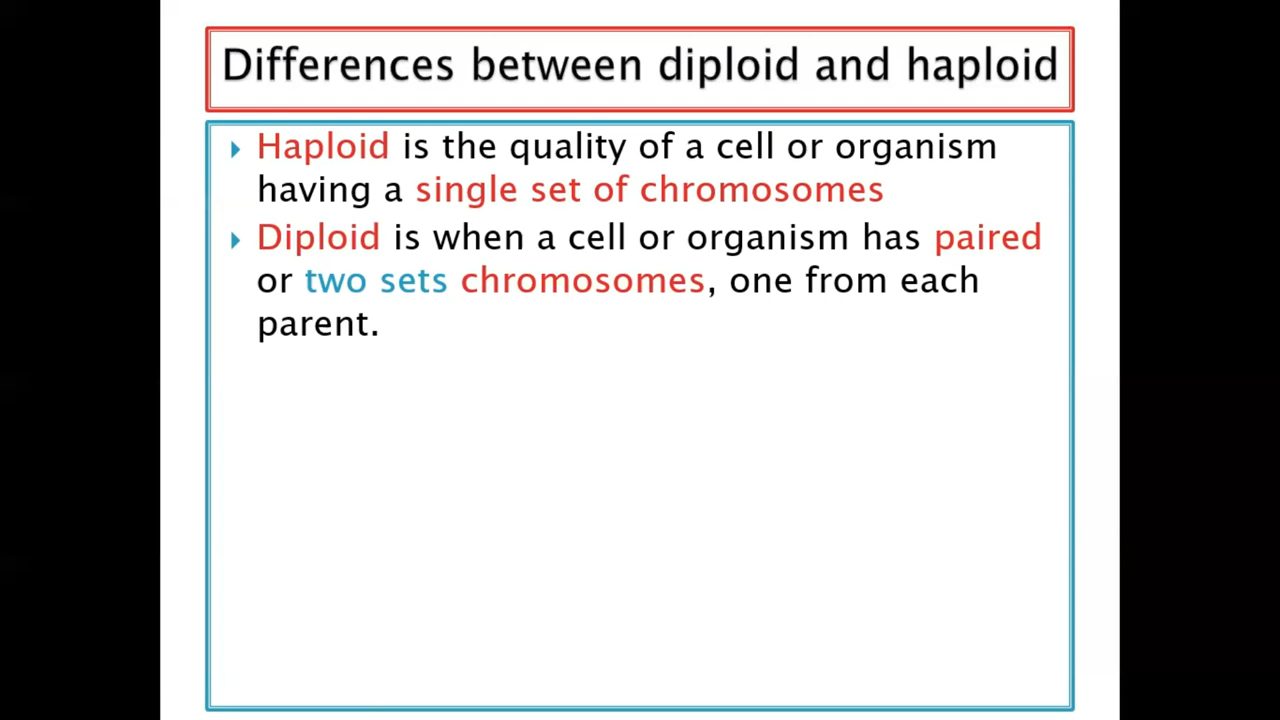 Differences between diploid and haploid
Haploid is the quality of a cell or organism
having a single set of chromosomes
Diploid is when a cell or organism has paired
or two sets chromosomes, one from each
parent.